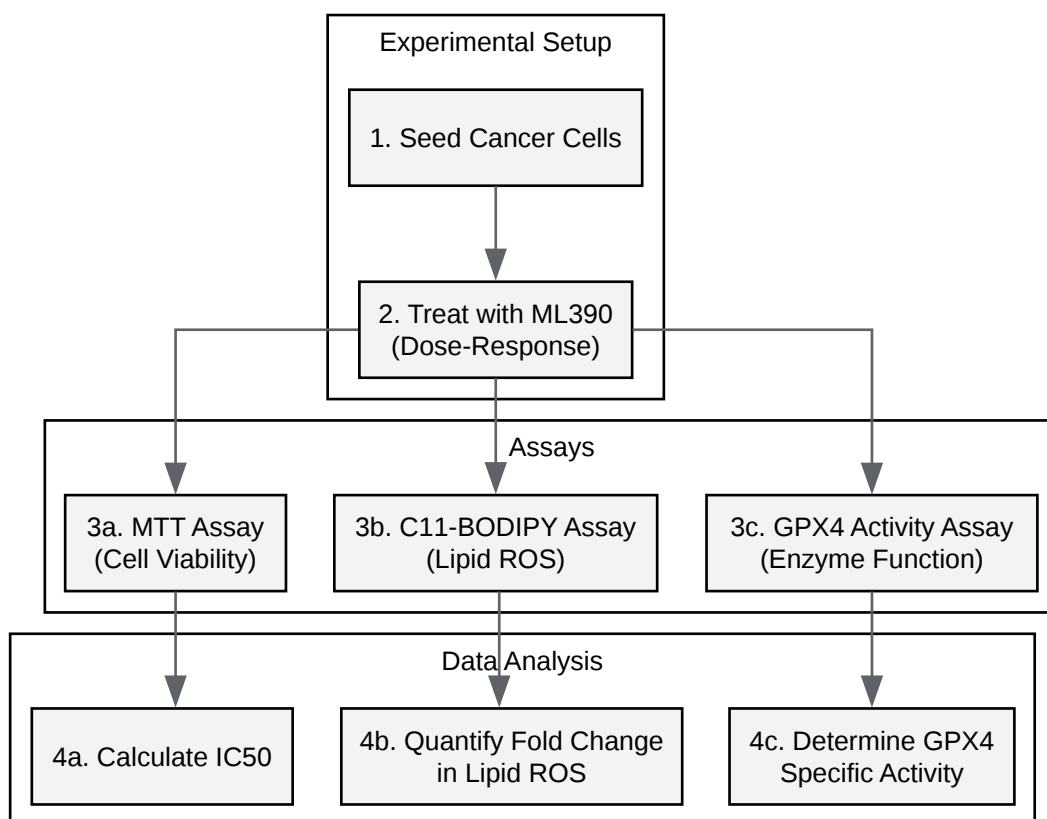 Experimental Setup
1. Seed Cancer Cells
2. Treat with ML390
(Dose-Response)
Assays
3a. MTT Assay
(Cell Viability)
3b. C11-BODIPY Assay
(Lipid ROS)
3c. GPX4 Activity Assay
(Enzyme Function)
Data Analysis
4a. Calculate IC50
4b. Quantify Fold Change
in Lipid ROS
4c. Determine GPX4
Specific Activity